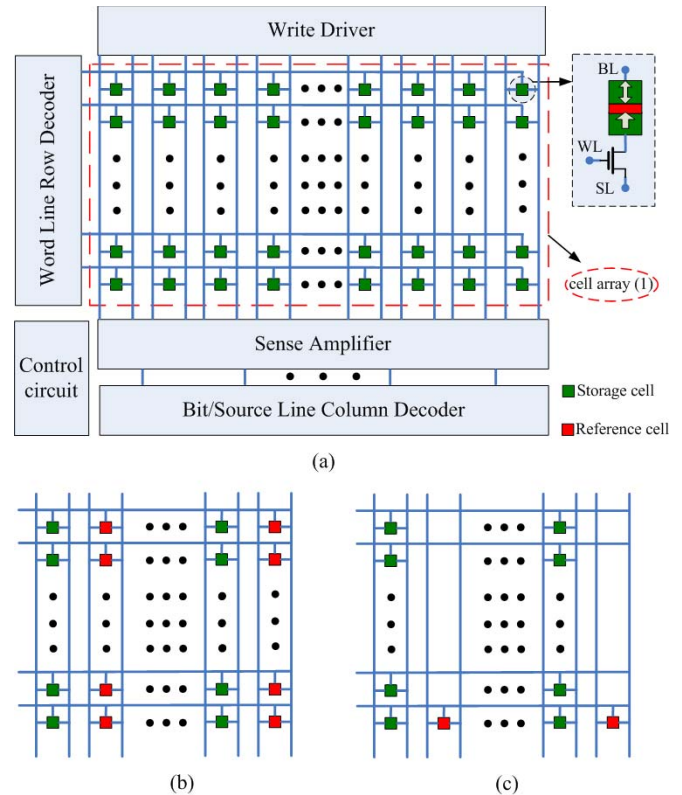 Write Driver
Word Line Row Decoder
BL
WL
SL
cell array (1)
Sense Amplifier
Control
circuit
Bit/Source Line Column Decoder
Storage cell
Reference cell
(a)
(b)
(c)